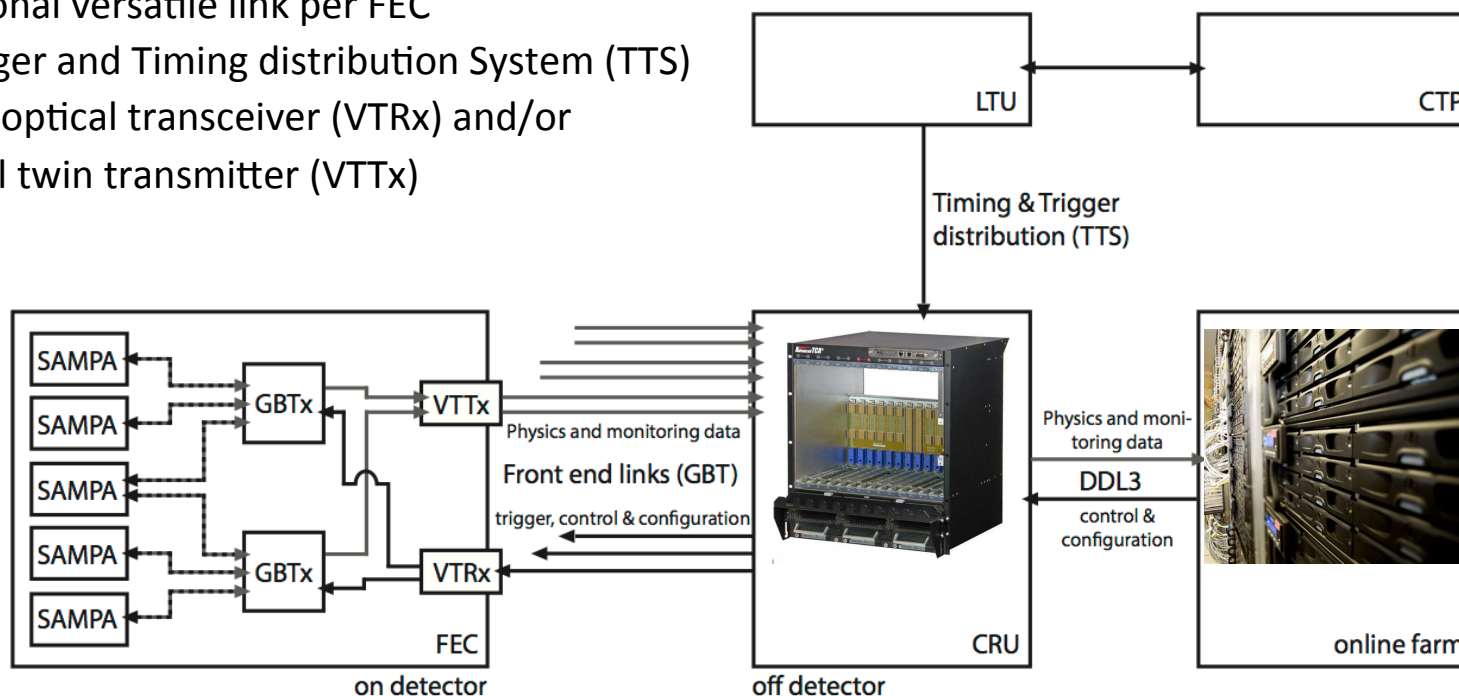 onal versatile link per FEC
ger and Timing distribution System (TTS)
optical transceiver (VTRx) and/or
l twin transmitter (VTTx)
LTU
CTP
Timing & Trigger
distribution (TTS)
SAMPA
SAMPA
SAMPA
SAMPA
SAMPA
GBTx
GBTx
VTTx
VTRx
FEC
on detector
Physics and monitoring data
Front end links (GBT)
trigger, control & configuration
CRU
off detector
Physics and moni-
toring data
DDL3
control &
configuration
online farm